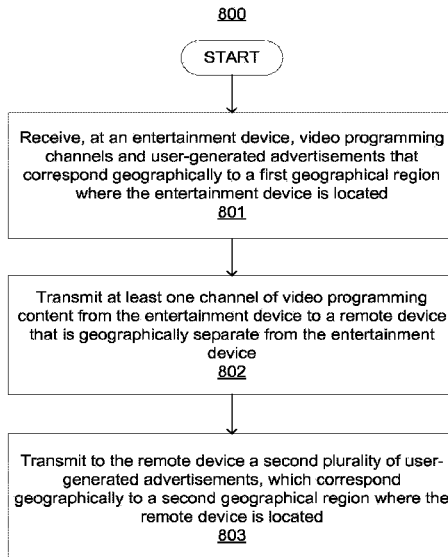 800
START
Receive, at an entertainment device, video programming
channels and user-generated advertisements that
correspond geographically to a first geographical region
where the entertainment device is located
801
Transmit at least one channel of video programming
content from the entertainment device to a remote device
that is geographically separate from the entertainment
device
802
Transmit to the remote device a second plurality of user-
generated advertisements, which correspond
geographically to a second geographical region where the
remote device is located
803